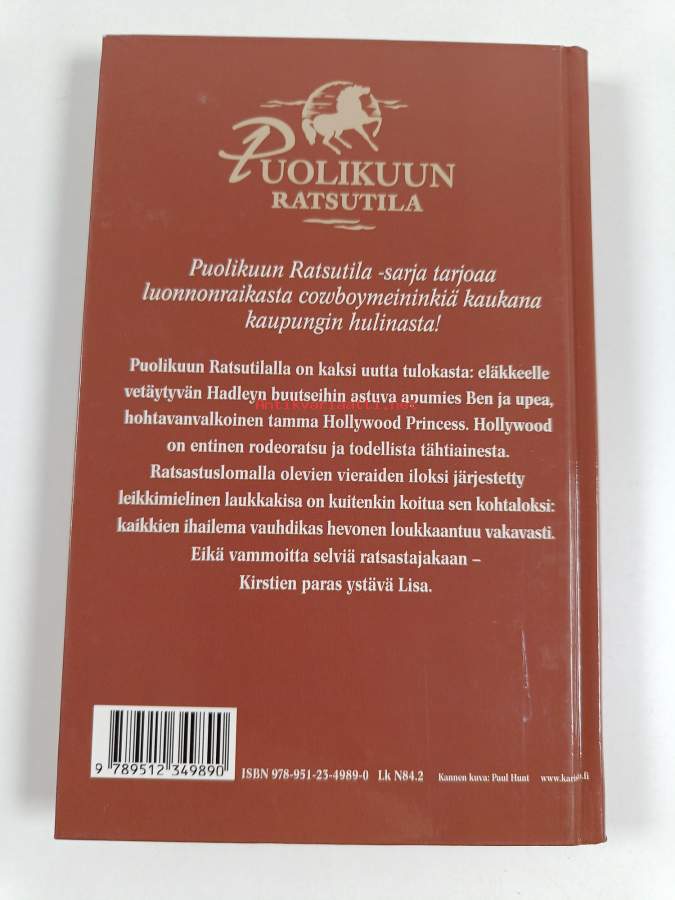 PUOLIKUUN
RATSUTILA
Puolikuun Ratsutila -sarja tarjoaa
luonnonraikasta cowboymeininkiä kaukana
kaupungin hulinasta!
Puolikuun Ratsutilalla on kaksi uutta tulokasta: eläkkeelle
vetäytyvän Hadleyn buutseihin astuva apumies Ben ja upea,
Antikvariaatti.net
hohtavanvalkoinen tamma Hollywood Princess. Hollywood
on entinen rodeoratsu ja todellista tähtiainesta.
Ratsastuslomalla olevien vieraiden iloksi järjestetty
leikkimielinen laukkakisa on kuitenkin koitua sen kohtaloksi:
kaikkien ihailema vauhdikas hevonen loukkaantuu vakavasti.
Eikä vammoitta selviä ratsastajakaan –
Kirstien paras ystävä Lisa.
9 789512 349890
ISBN 978-951-23-4989-0 Lk N84.2 Kannen kuva: Paul Hunt www.karisto.fi